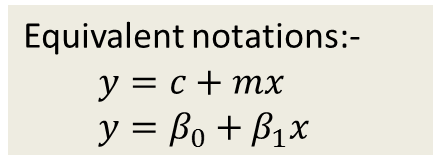 Equivalent notations:-
y = c + mx
y = β₀ + β₁x